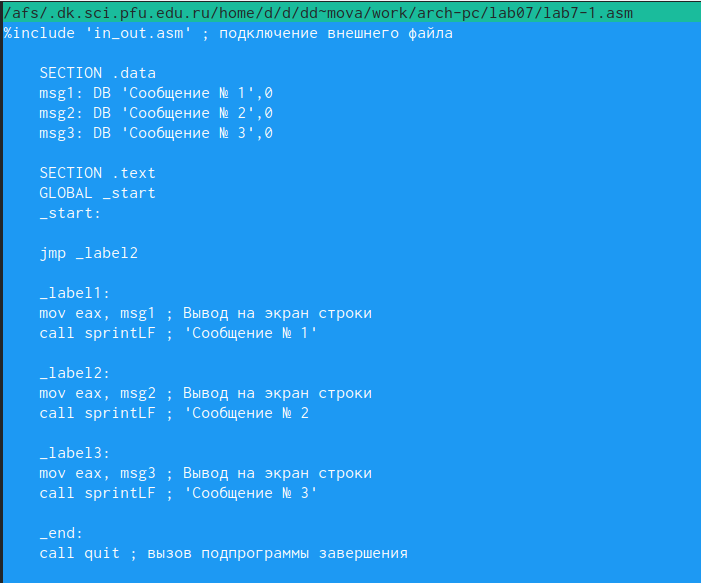 /afs/.dk.sci.pfu.edu.ru/home/d/d/dd~mova/work/arch-pc/lab07/lab7-1.asm
%include 'in_out.asm' ; подключение внешнего файла
SECTION .data
msg1: DB 'Сообщение № 1',0
msg2: DB 'Сообщение № 2',0
msg3: DB 'Сообщение № 3',0
SECTION .text
GLOBAL _start
_start:
jmp _label2
_label1:
mov eax, msg1 ; Вывод на экран строки
call sprintLF ; 'Сообщение № 1'
_label2:
mov eax, msg2 ; Вывод на экран строки
call sprintLF ; 'Сообщение № 2
_label3:
mov eax, msg3 ; Вывод на экран строки
call sprintLF ; 'Сообщение № 3'
_end:
call quit ; вызов подпрограммы завершения